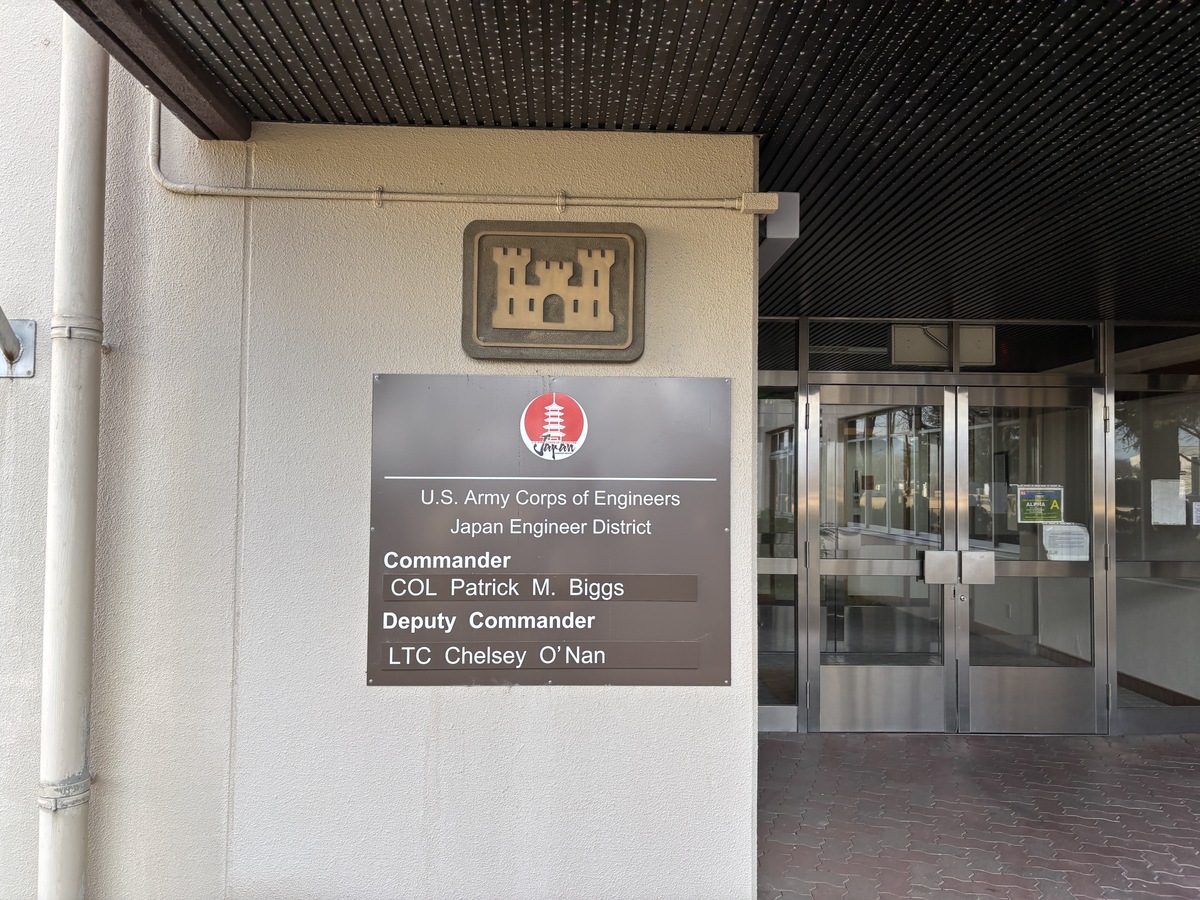 Japan
U.S. Army Corps of Engineers
Japan Engineer District
Commander
COL Patrick M. Biggs
Deputy Commander
LTC Chelsey O'Nan
ALPHA A